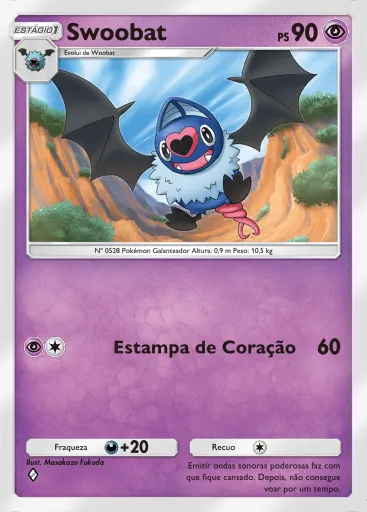 ESTÁGIO 1
Swoobat
PS 90
Evolui de Woobat
Nº 0528 Pokémon Galanteador Altura: 0,9 m Peso: 10,5 kg
Estampa de Coração 60
Fraqueza +20
Recuo
Ilust. Masakazu Fukuda
Emitir ondas sonoras poderosas faz com
que fique cansado. Depois, não consegue
voar por um tempo.